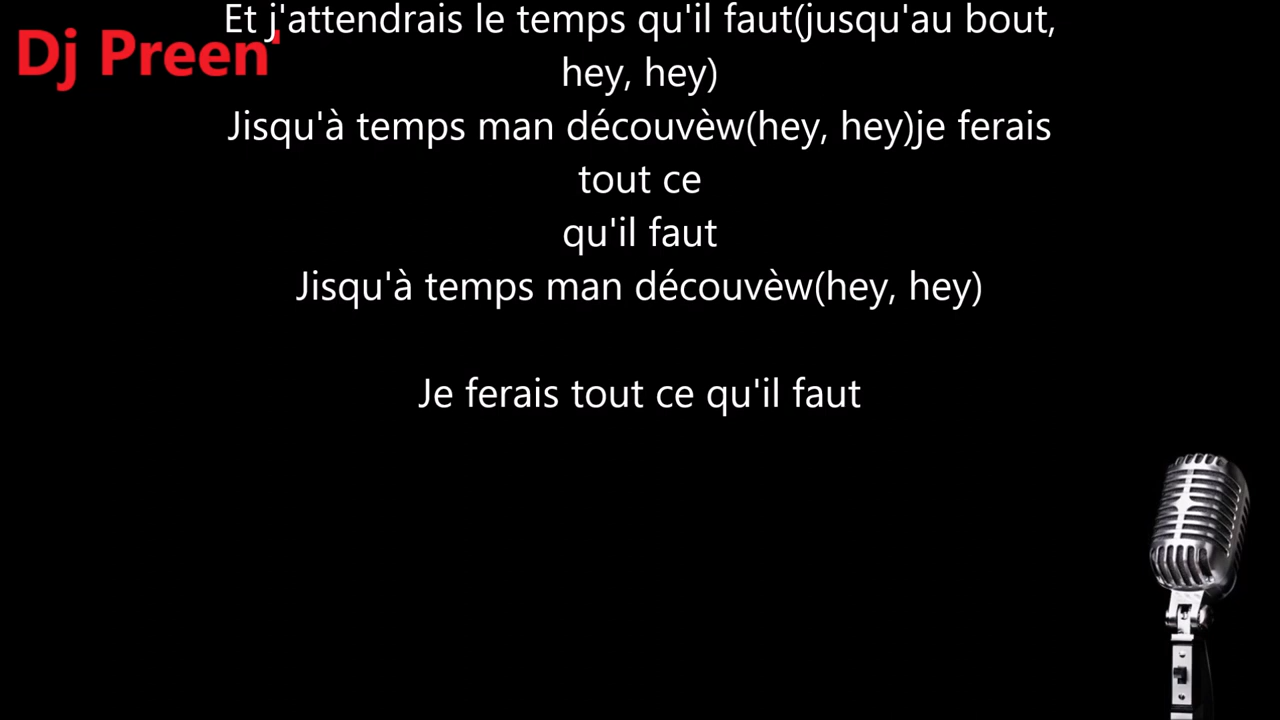 Et j'attendrais le temps qu'il faut(jusqu'au bout,
Dj Preen'
hey, hey)
Jisqu'à temps man découvèw(hey, hey)je ferais
tout ce
qu'il faut
Jisqu'à temps man découvèw(hey, hey)
Je ferais tout ce qu'il faut